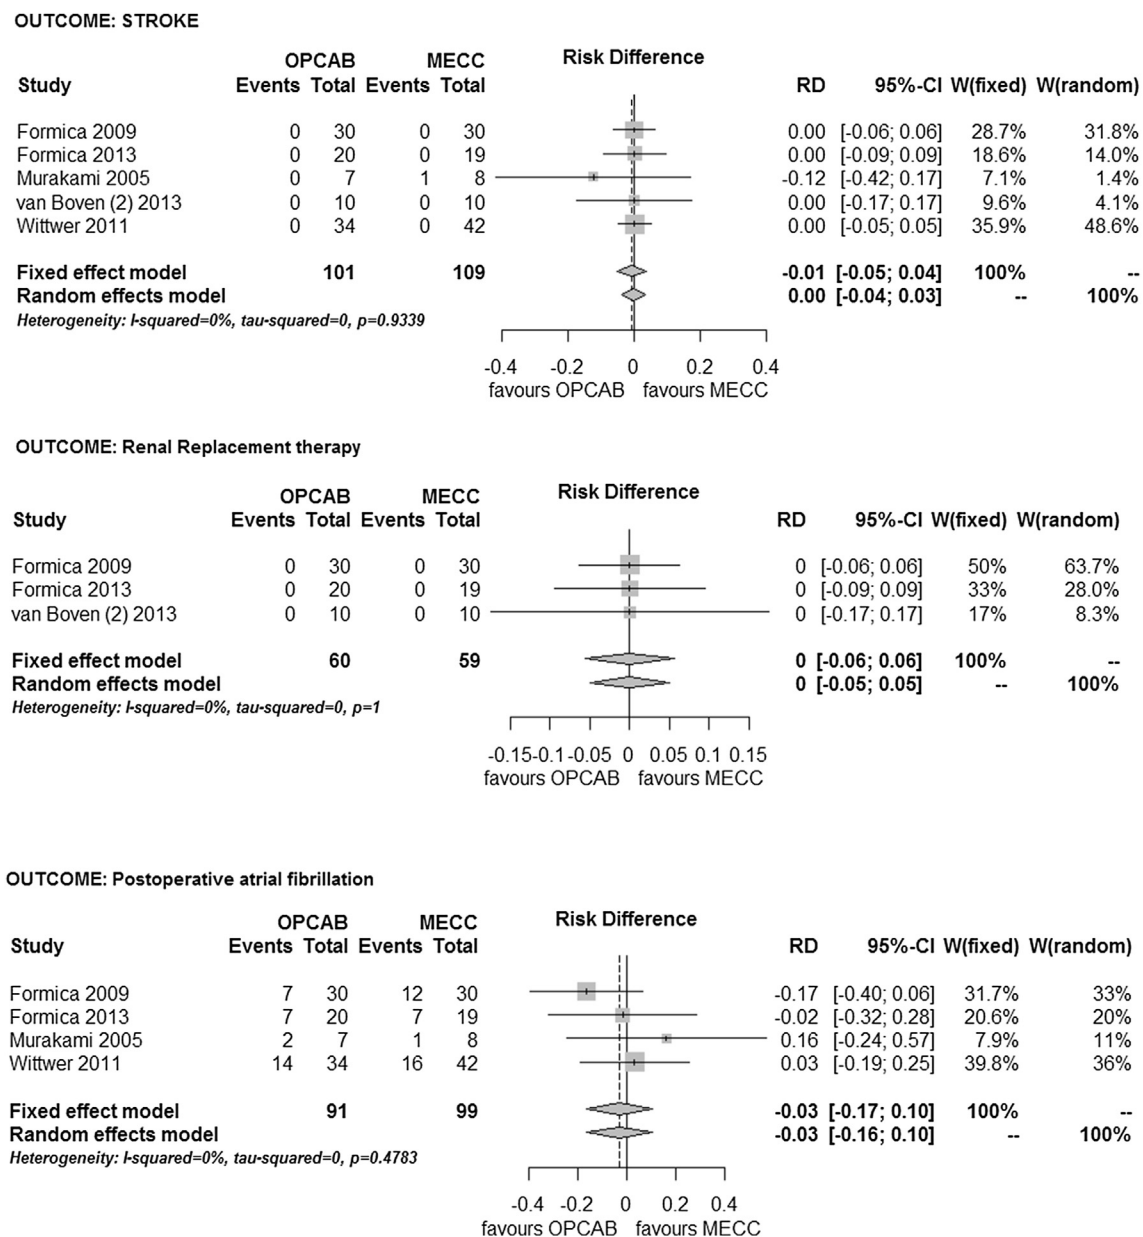 OUTCOME: STROKE
OPCAB MECC Risk Difference
Study Events Total Events Total RD 95%-CI W(fixed) W(random)
Formica 2009 0 30 0 30 0.00 [-0.06; 0.06] 28.7% 31.8%
Formica 2013 0 20 0 19 0.00 [-0.09; 0.09] 18.6% 14.0%
Murakami 2005 0 7 1 8 -0.12 [-0.42; 0.17] 7.1% 1.4%
van Boven (2) 2013 0 10 0 10 0.00 [-0.17; 0.17] 9.6% 4.1%
Wittwer 2011 0 34 0 42 0.00 [-0.05; 0.05] 35.9% 48.6%
Fixed effect model 101 109 -0.01 [-0.05; 0.04] 100% --
Random effects model 0.00 [-0.04; 0.03] -- 100%
Heterogeneity: I-squared=0%, tau-squared=0, p=0.9339
-0.4 -0.2 0 0.2 0.4
favours OPCAB favours MECC
OUTCOME: Renal Replacement therapy
OPCAB MECC Risk Difference
Study Events Total Events Total RD 95%-CI W(fixed) W(random)
Formica 2009 0 30 0 30 0 [-0.06; 0.06] 50% 63.7%
Formica 2013 0 20 0 19 0 [-0.09; 0.09] 33% 28.0%
van Boven (2) 2013 0 10 0 10 0 [-0.17; 0.17] 17% 8.3%
Fixed effect model 60 59 0 [-0.06; 0.06] 100% --
Random effects model 0 [-0.05; 0.05] -- 100%
Heterogeneity: I-squared=0%, tau-squared=0, p=1
-0.15 -0.1 -0.05 0 0.05 0.1 0.15
favours OPCAB favours MECC
OUTCOME: Postoperative atrial fibrillation
OPCAB MECC Risk Difference
Study Events Total Events Total RD 95%-CI W(fixed) W(random)
Formica 2009 7 30 12 30 -0.17 [-0.40; 0.06] 31.7% 33%
Formica 2013 7 20 7 19 -0.02 [-0.32; 0.28] 20.6% 20%
Murakami 2005 2 7 1 8 0.16 [-0.24; 0.57] 7.9% 11%
Wittwer 2011 14 34 16 42 0.03 [-0.19; 0.25] 39.8% 36%
Fixed effect model 91 99 -0.03 [-0.17; 0.10] 100% --
Random effects model -0.03 [-0.16; 0.10] -- 100%
Heterogeneity: I-squared=0%, tau-squared=0, p=0.4783
-0.4 -0.2 0 0.2 0.4
favours OPCAB favours MECC